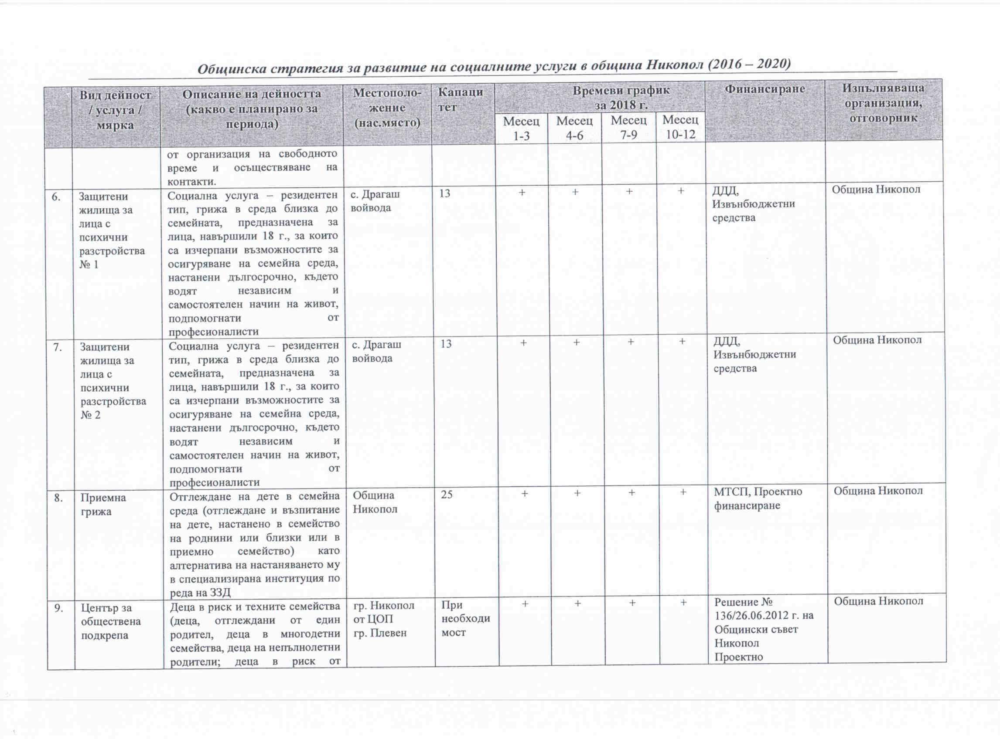 Общинска стратегия за развитие на социалните услуги в община Никопол (2016 – 2020)
Вид дейност
/ услуга /
мярка
Описание на дейността
(какво е планирано за
периода)
Местополо-
жение
(нас.място)
Капаци
тет
Времеви график
за 2018 г.
Месец
1-3
Месец
4-6
Месец
7-9
Месец
10-12
Финансиране
Изпълняваща
организация,
отговорник
от организация на свободното
време и осъществяване на
контакти.
6.
Защитени
жилища за
лица с
психични
разстройства
№ 1
Социална услуга – резидентен
тип, грижа в среда близка до
семейната, предназначена за
лица, навършили 18 г., за които
са изчерпани възможностите за
осигуряване на семейна среда,
настанени дългосрочно, където
водят независим и
самостоятелен начин на живот,
подпомогнати от
професионалисти
с. Драгаш
войвода
13
+
+
+
+
ДДД,
Извънбюджетни
средства
Община Никопол
7.
Защитени
жилища за
лица с
психични
разстройства
№ 2
Социална услуга – резидентен
тип, грижа в среда близка до
семейната, предназначена за
лица, навършили 18 г., за които
са изчерпани възможностите за
осигуряване на семейна среда,
настанени дългосрочно, където
водят независим и
самостоятелен начин на живот,
подпомогнати от
професионалисти
с. Драгаш
войвода
13
+
+
+
+
ДДД,
Извънбюджетни
средства
Община Никопол
8.
Приемна
грижа
Отглеждане на дете в семейна
среда (отглеждане и възпитание
на дете, настанено в семейство
на роднини или близки или в
приемно семейство) като
алтернатива на настаняването му
в специализирана институция по
реда на ЗЗД
Община
Никопол
25
+
+
+
+
МТСП, Проектно
финансиране
Община Никопол
9.
Център за
обществена
подкрепа
Деца в риск и техните семейства
(деца, отглеждани от един
родител, деца в многодетни
семейства, деца на непълнолетни
родители; деца в риск от
гр. Никопол
от ЦОП
гр. Плевен
При
необходи
мост
+
+
+
+
Решение №
136/26.06.2012 г. на
Общински съвет
Никопол
Проектно
Община Никопол